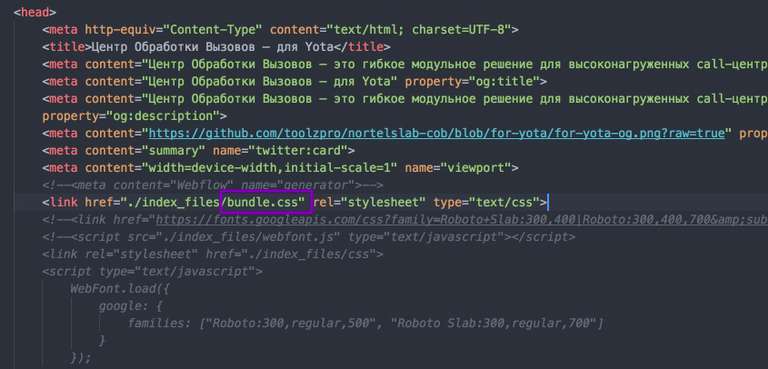 <head>
<meta http-equiv="Content-Type" content="text/html; charset=UTF-8">
<title>Центр Обработки Вызовов — для Yota</title>
<meta content="Центр Обработки Вызовов — это гибкое модульное решение для высоконагруженных call-центр
<meta content="Центр Обработки Вызовов — для Yota" property="og:title">
<meta content="Центр Обработки Вызовов — это гибкое модульное решение для высоконагруженных call-центр
property="og:description">
<meta content="https://github.com/toolzpro/nortelslab-cob/blob/for-yota/for-yota-og.png?raw=true" prop
<meta content="summary" name="twitter:card">
<meta content="width=device-width,initial-scale=1" name="viewport">
<!--<meta content="Webflow" name="generator">-->
<link href="./index_files/bundle.css" rel="stylesheet" type="text/css">
<!--<link href="https://fonts.googleapis.com/css?family=Roboto+Slab:300,400|Roboto:300,400,700&amp;sub
<!--<script src="./index_files/webfont.js" type="text/javascript"></script>
<link rel="stylesheet" href="./index_files/css">
<script type="text/javascript">
WebFont.load({
google: {
families: ["Roboto:300,regular,500", "Roboto Slab:300,regular,700"]
}
});